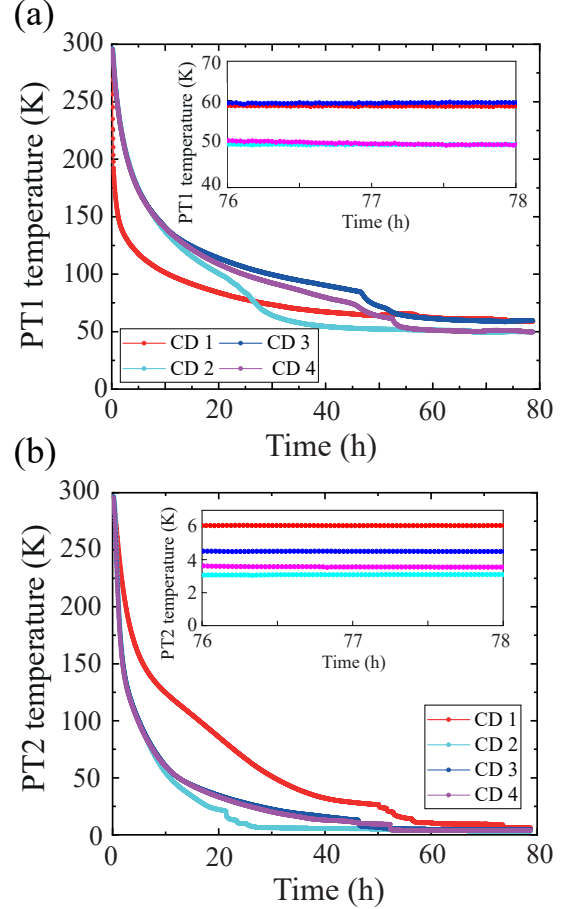 (a)
300
250
200
150
100
50
0
PT1 temperature (K)
70
60
50
40
PT1 temperature (K)
76 77 78
Time (h)
CD 1 CD 3
CD 2 CD 4
0 20 40 60 80
Time (h)
(b)
300
250
200
150
100
50
0
PT2 temperature (K)
6
4
2
0
PT2 temperature (K)
76 77 78
Time (h)
CD 1
CD 2
CD 3
CD 4
0 20 40 60 80
Time (h)